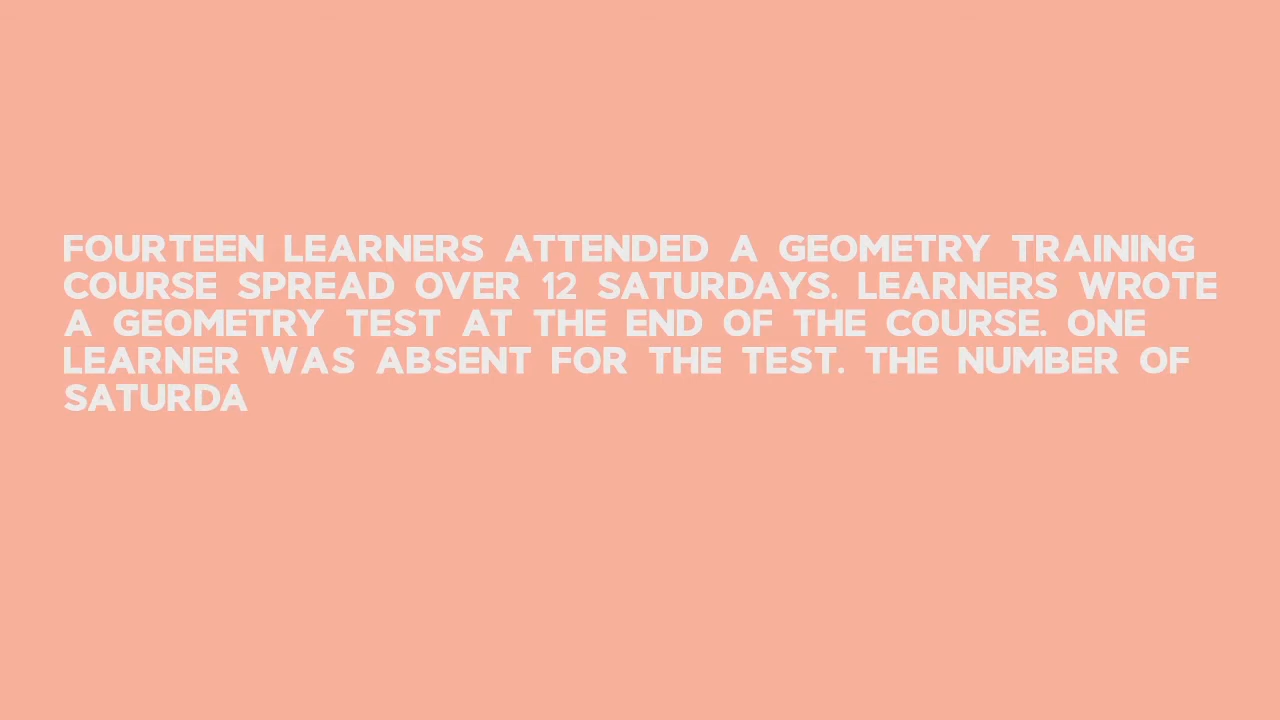 FOURTEEN LEARNERS ATTENDED A GEOMETRY TRAINING
COURSE SPREAD OVER 12 SATURDAYS. LEARNERS WROTE
A GEOMETRY TEST AT THE END OF THE COURSE. ONE
LEARNER WAS ABSENT FOR THE TEST. THE NUMBER OF
SATURDA